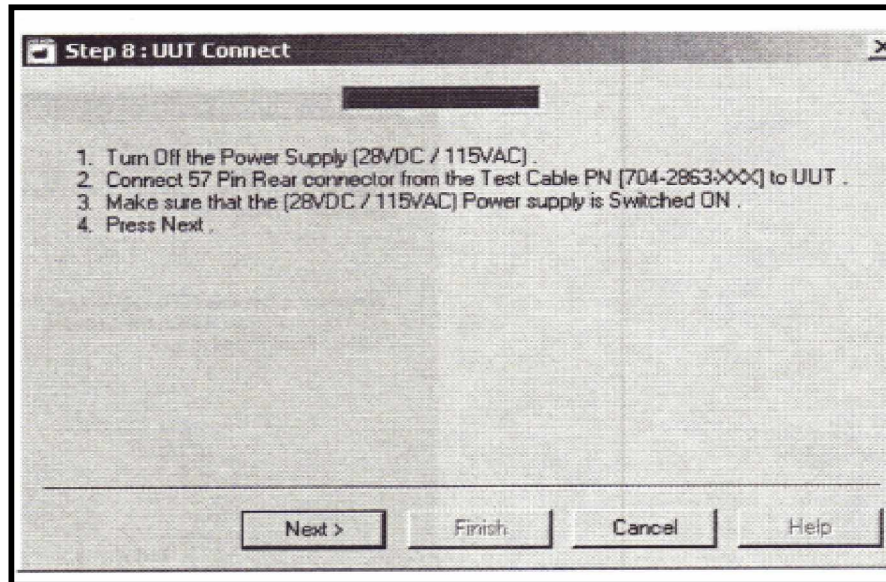 Step 8 : UUT Connect
1. Turn Off the Power Supply (28VDC / 115VAC) .
2. Connect 57 Pin Rear connector from the Test Cable PN [704-2863-XXX] to UUT .
3. Make sure that the (28VDC / 115VAC) Power supply is Switched ON .
4. Press Next .
Next >
Finish
Cancel
Help